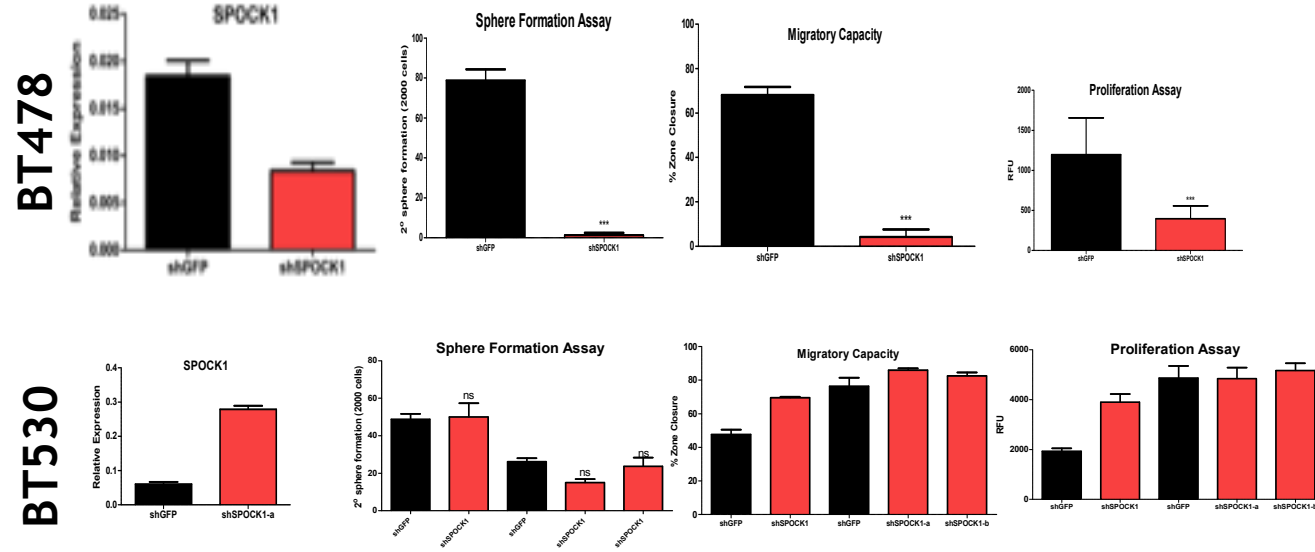 BT478
SPOCK1
Relative Expression
0.025
0.020
0.015
0.010
0.005
0.000
shGFP
shSPOCK1
Sphere Formation Assay
2º sphere formation (2000 cells)
100
80
60
40
20
0
***
shGFP
shSPOCK1
Migratory Capacity
% Zone Closure
100
80
60
40
20
0
***
shGFP
shSPOCK1
Proliferation Assay
RFU
2000
1500
1000
500
0
***
shGFP
shSPOCK1
BT530
SPOCK1
Relative Expression
0.4
0.3
0.2
0.1
0.0
shGFP
shSPOCK1-a
Sphere Formation Assay
2º sphere formation (2000 cells)
80
60
40
20
0
ns
ns
ns
shGFP
shSPOCK1
shGFP
shSPOCK1
shSPOCK1
Migratory Capacity
% Zone Closure
100
80
60
40
20
0
shGFP
shSPOCK1
shGFP
shSPOCK1-a
shSPOCK1-b
Proliferation Assay
RFU
6000
4000
2000
0
shGFP
shSPOCK1
shGFP
shSPOCK1-a